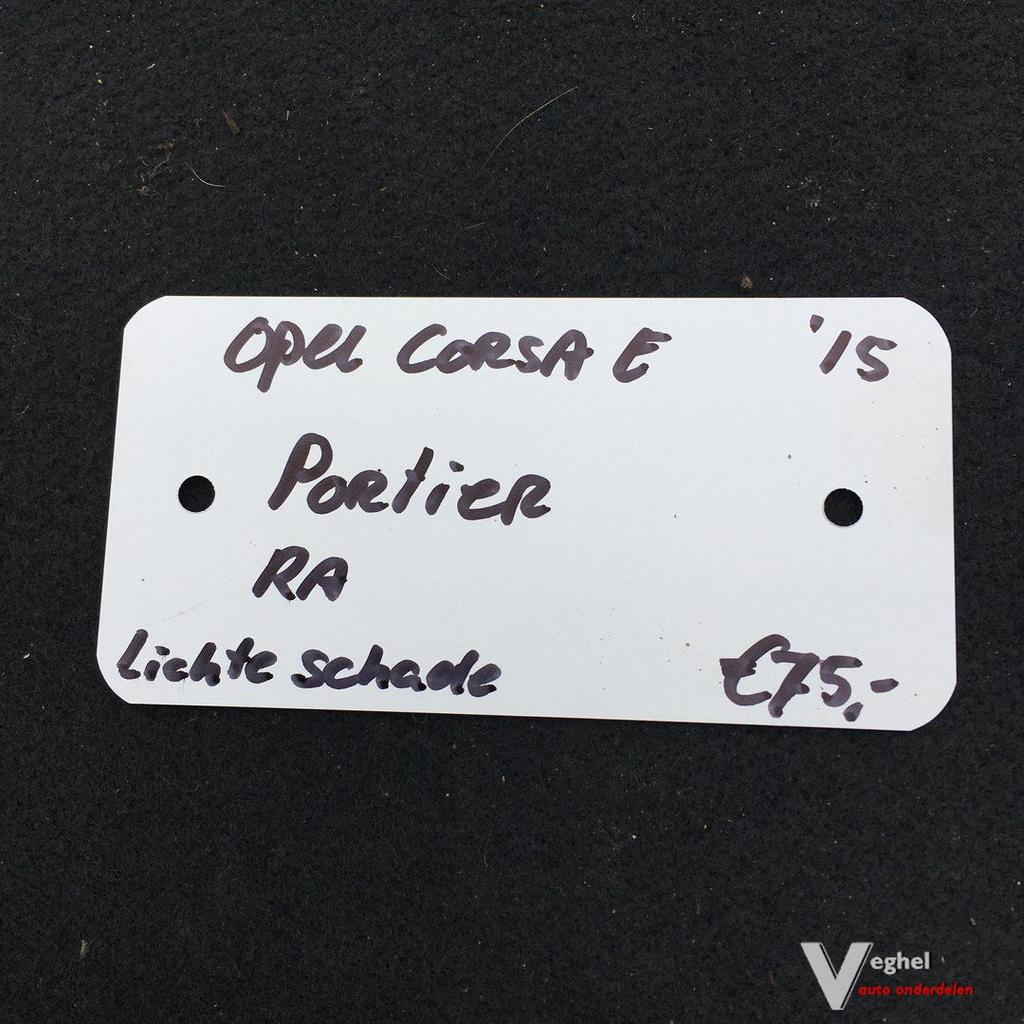 Opel CORSA E '15
Portier
RA
Lichte schade €75,-
Veghel
auto onderdelen